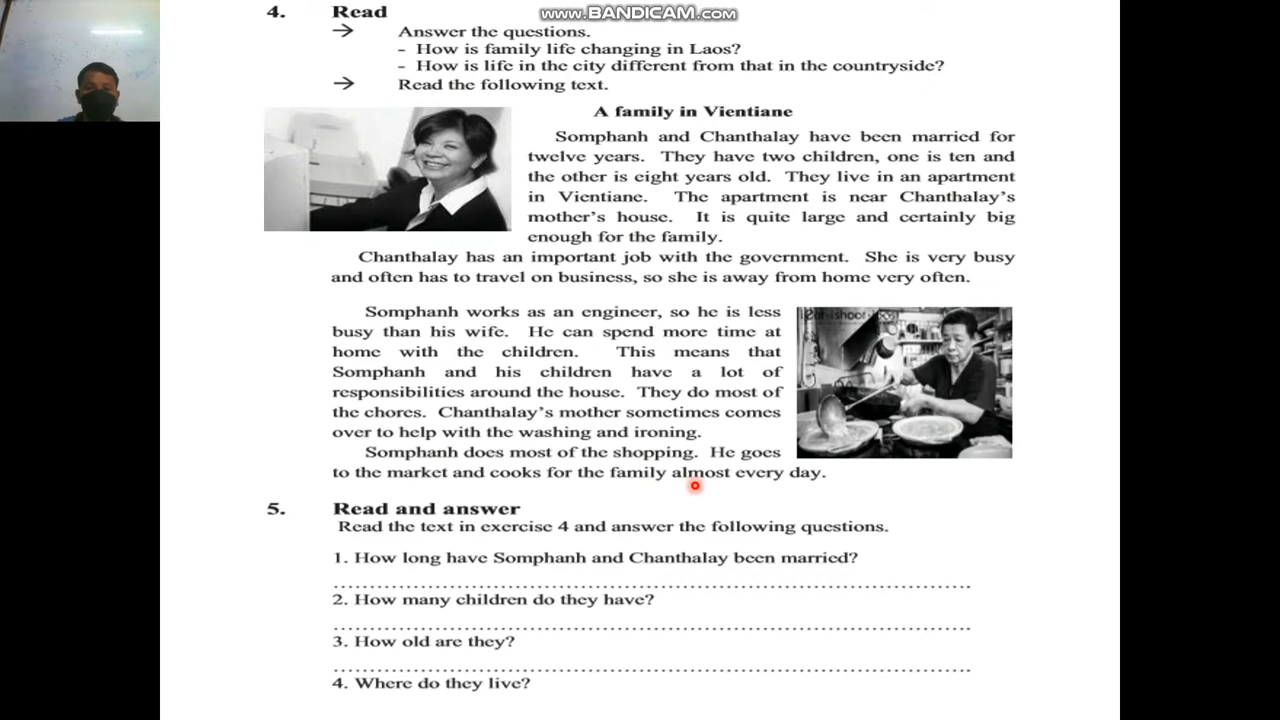 www.BANDICAM.com
4. Read
→ Answer the questions.
- How is family life changing in Laos?
- How is life in the city different from that in the countryside?
→ Read the following text.
A family in Vientiane
Somphanh and Chanthalay have been married for
twelve years. They have two children, one is ten and
the other is eight years old. They live in an apartment
in Vientiane. The apartment is near Chanthalay's
mother's house. It is quite large and certainly big
enough for the family.
Chanthalay has an important job with the government. She is very busy
and often has to travel on business, so she is away from home very often.
Somphanh works as an engineer, so he is less
busy than his wife. He can spend more time at
home with the children. This means that
Somphanh and his children have a lot of
responsibilities around the house. They do most of
the chores. Chanthalay's mother sometimes comes
over to help with the washing and ironing.
Somphanh does most of the shopping. He goes
to the market and cooks for the family almost every day.
5. Read and answer
Read the text in exercise 4 and answer the following questions.
1. How long have Somphanh and Chanthalay been married?
2. How many children do they have?
3. How old are they?
4. Where do they live?